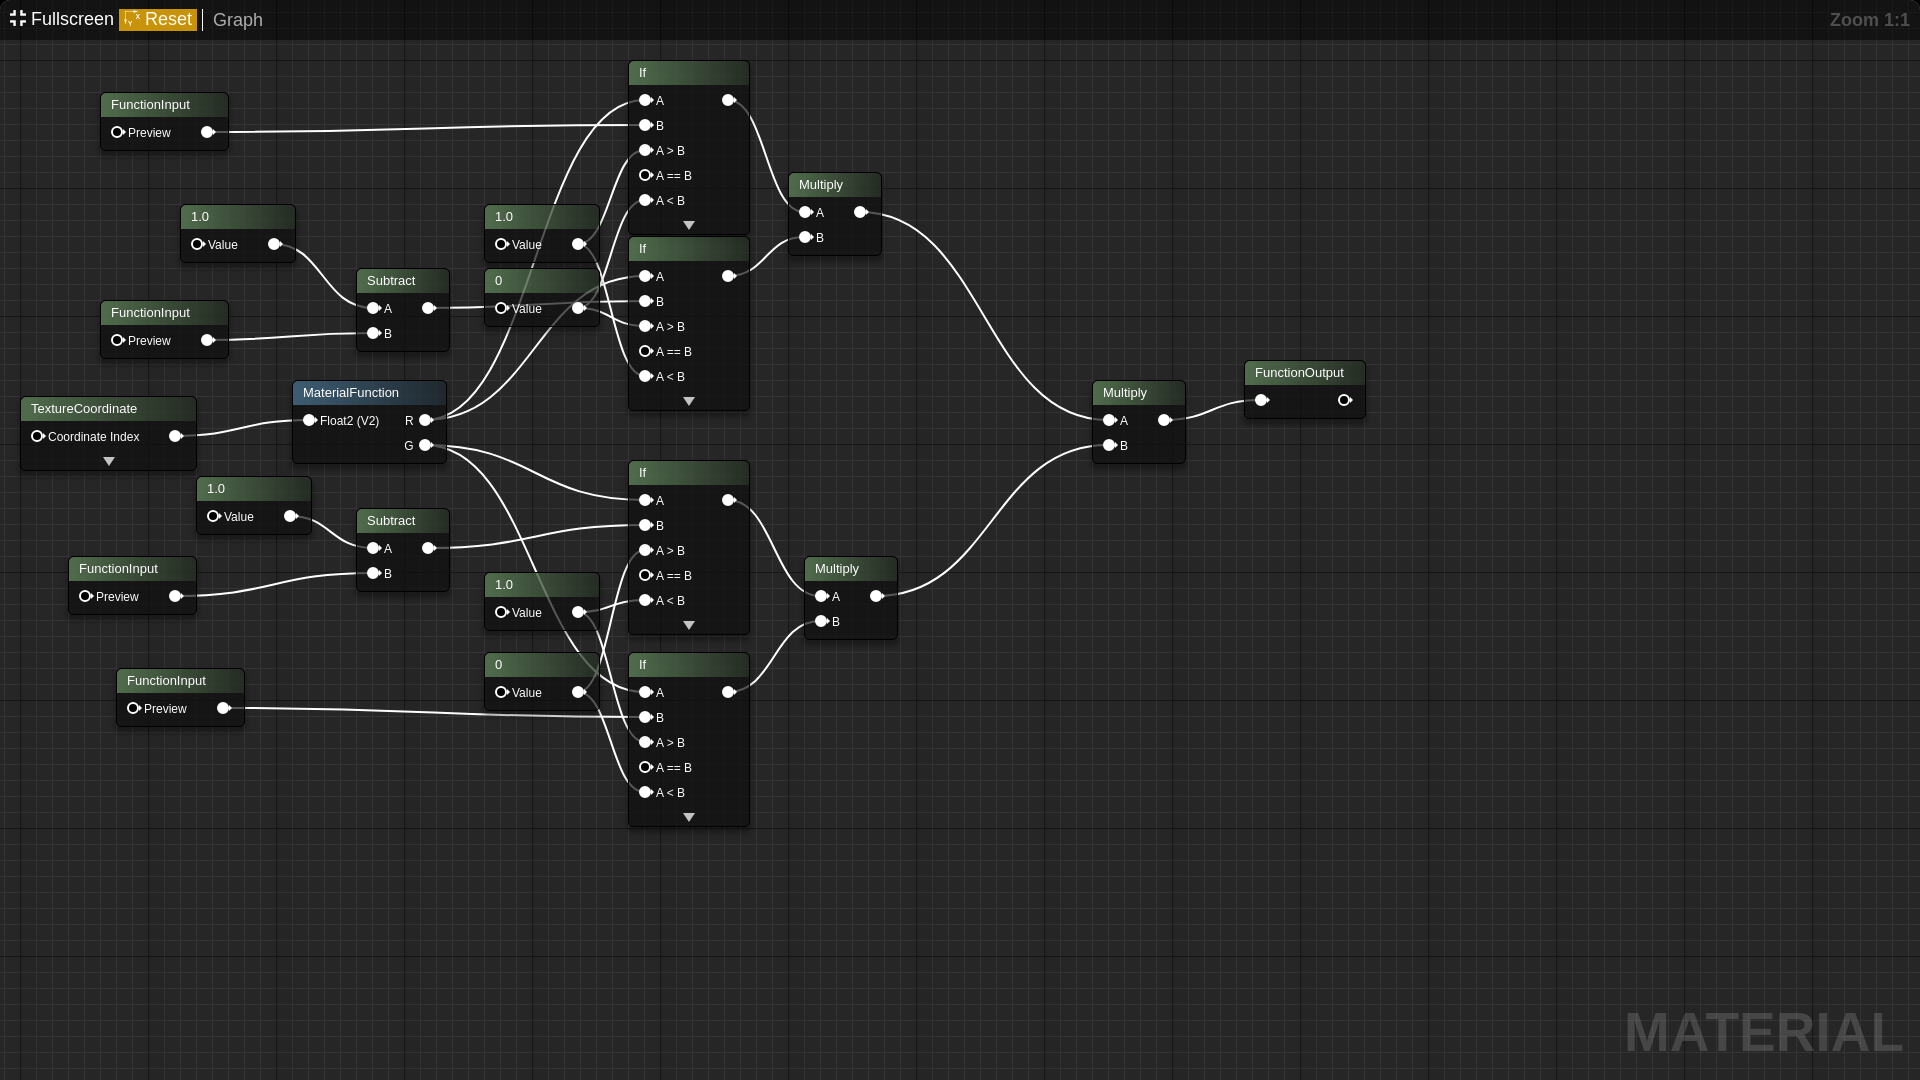 Fullscreen Reset Graph
Zoom 1:1
FunctionInput
Preview
1.0
Value
FunctionInput
Preview
Subtract
A
B
TextureCoordinate
Coordinate Index
MaterialFunction
Float2 (V2) R
G
1.0
Value
Subtract
A
B
FunctionInput
Preview
FunctionInput
Preview
1.0
Value
0
Value
1.0
Value
0
Value
If
A
B
A > B
A == B
A < B
If
A
B
A > B
A == B
A < B
If
A
B
A > B
A == B
A < B
If
A
B
A > B
A == B
A < B
Multiply
A
B
Multiply
A
B
Multiply
A
B
FunctionOutput
MATERIAL